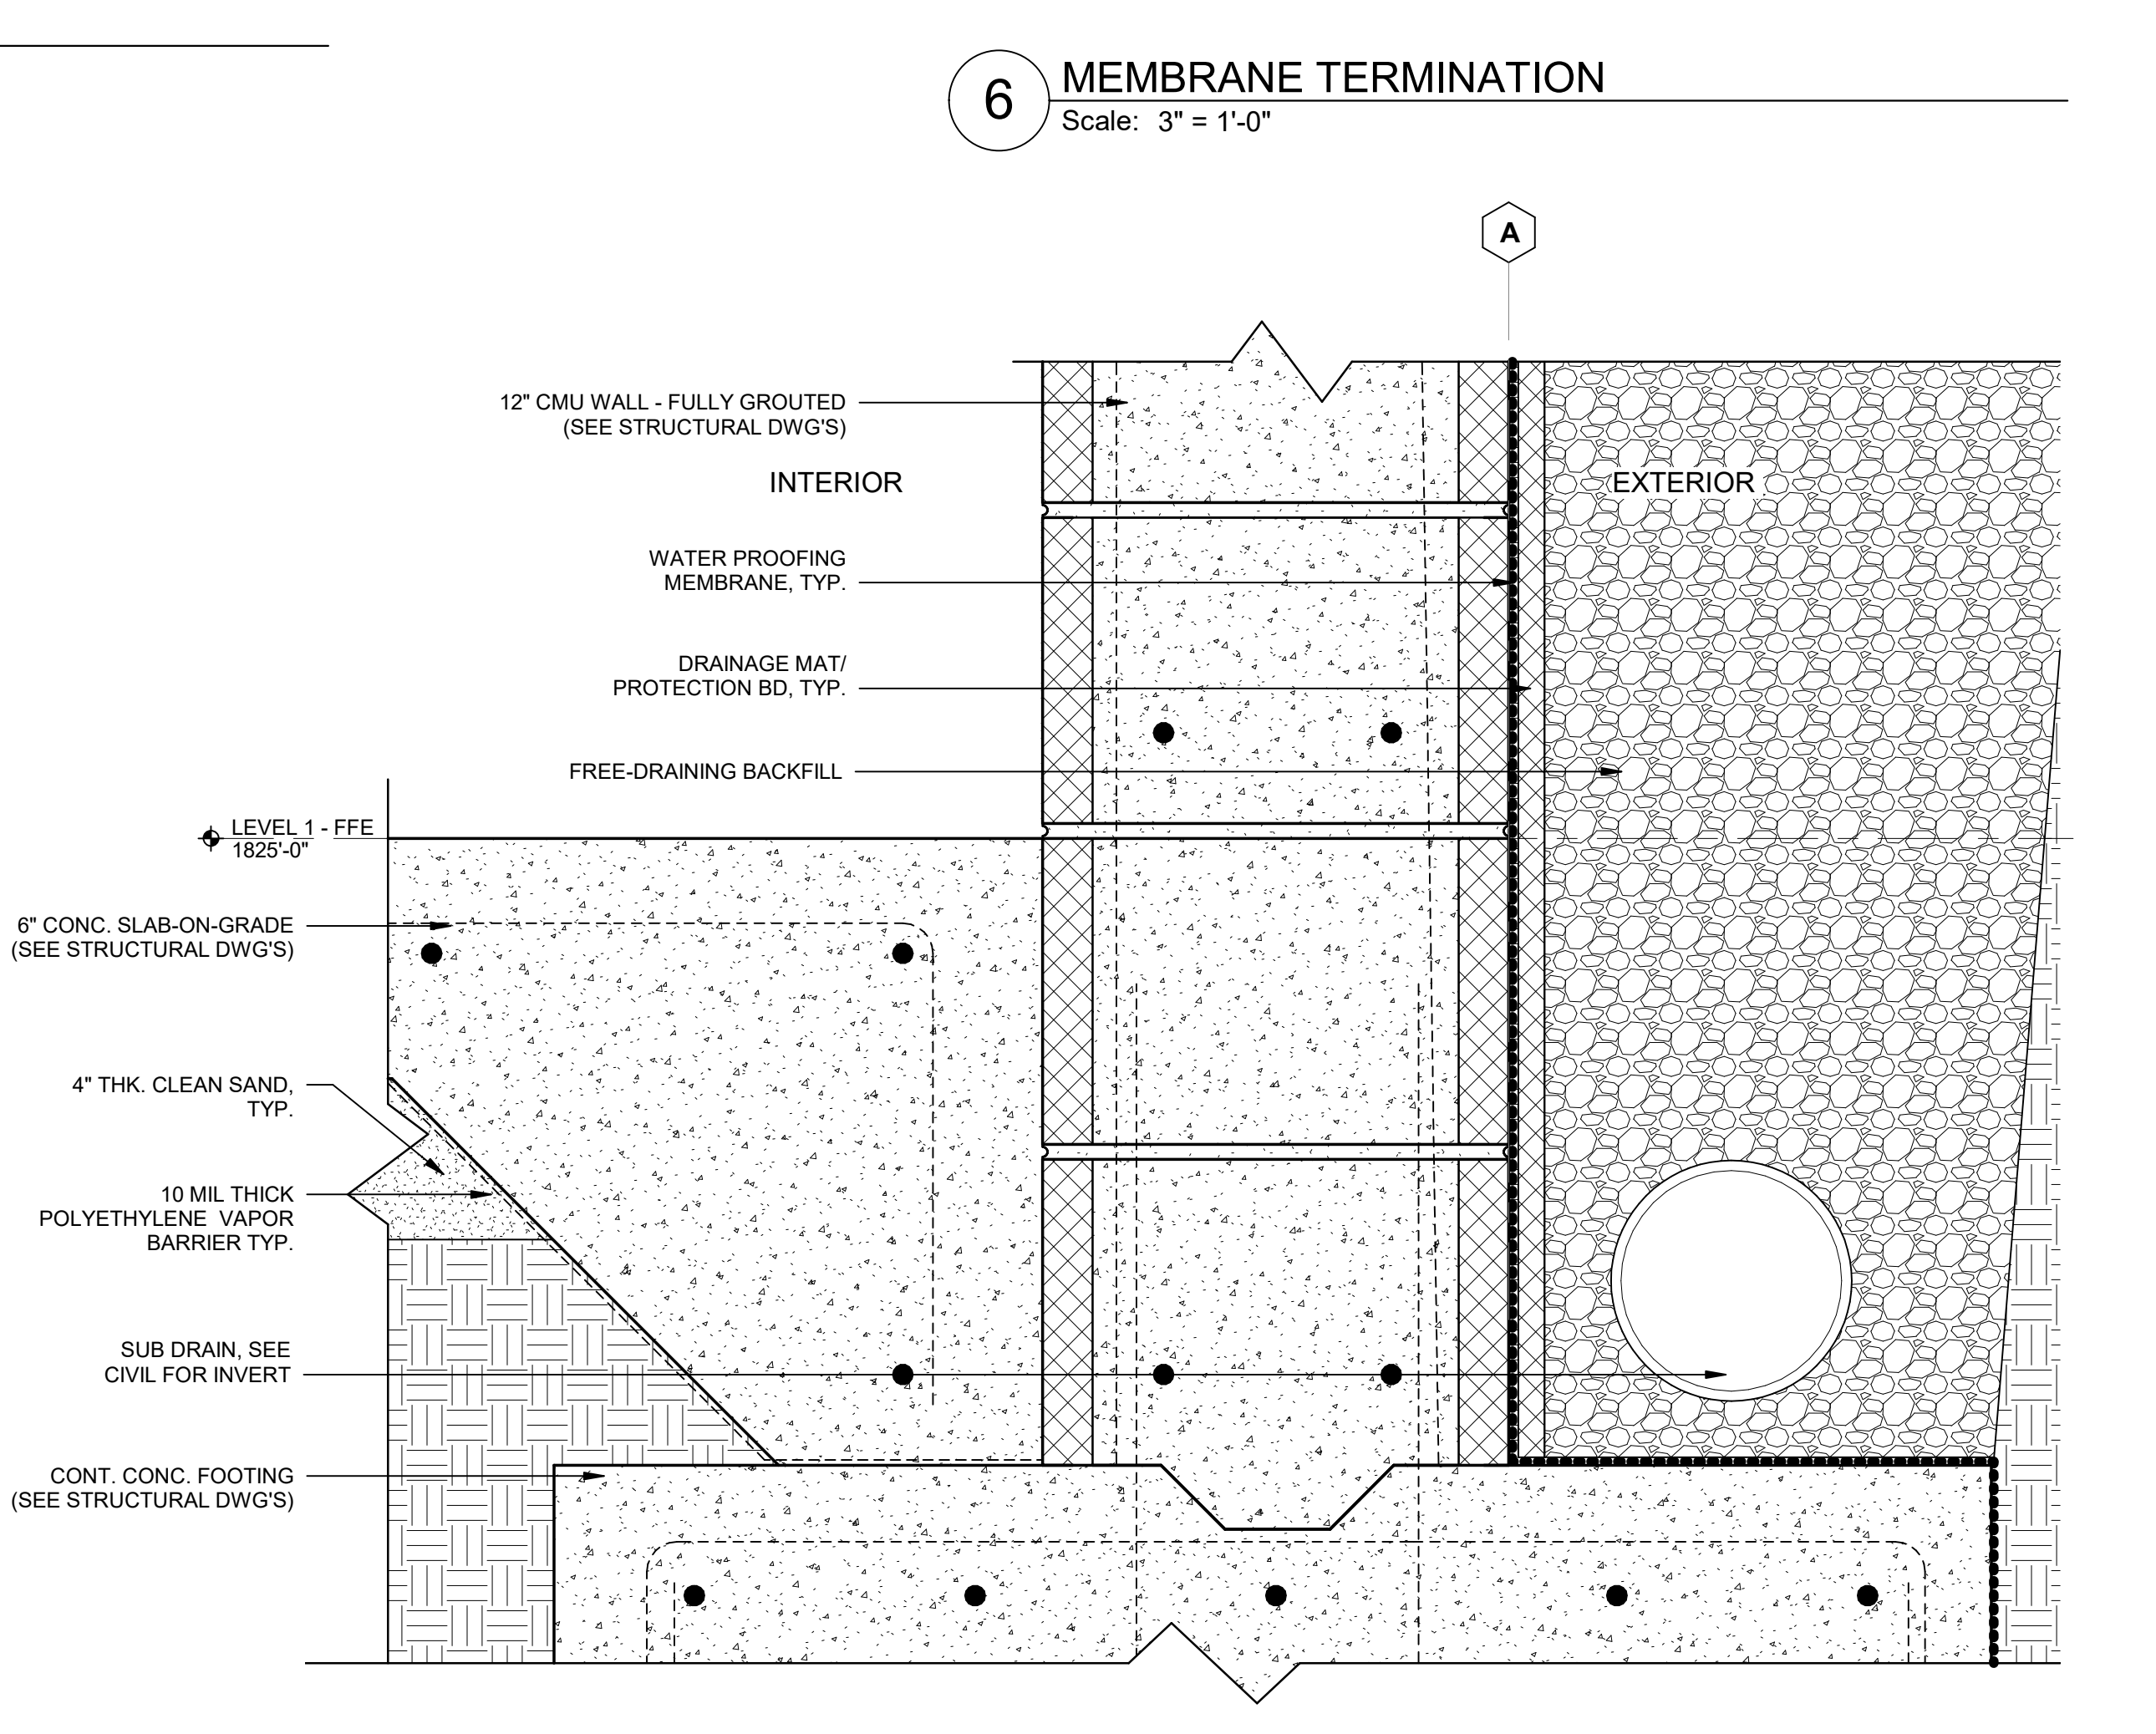 6
MEMBRANE TERMINATION
Scale: 3" = 1'-0"
A
12" CMU WALL - FULLY GROUTED
(SEE STRUCTURAL DWG'S)
INTERIOR
EXTERIOR
WATER PROOFING
MEMBRANE, TYP.
DRAINAGE MAT/
PROTECTION BD, TYP.
FREE-DRAINING BACKFILL
LEVEL 1 - FFE
1825'-0"
6" CONC. SLAB-ON-GRADE
(SEE STRUCTURAL DWG'S)
4" THK. CLEAN SAND,
TYP.
10 MIL THICK
POLYETHYLENE VAPOR
BARRIER TYP.
SUB DRAIN, SEE
CIVIL FOR INVERT
CONT. CONC. FOOTING
(SEE STRUCTURAL DWG'S)